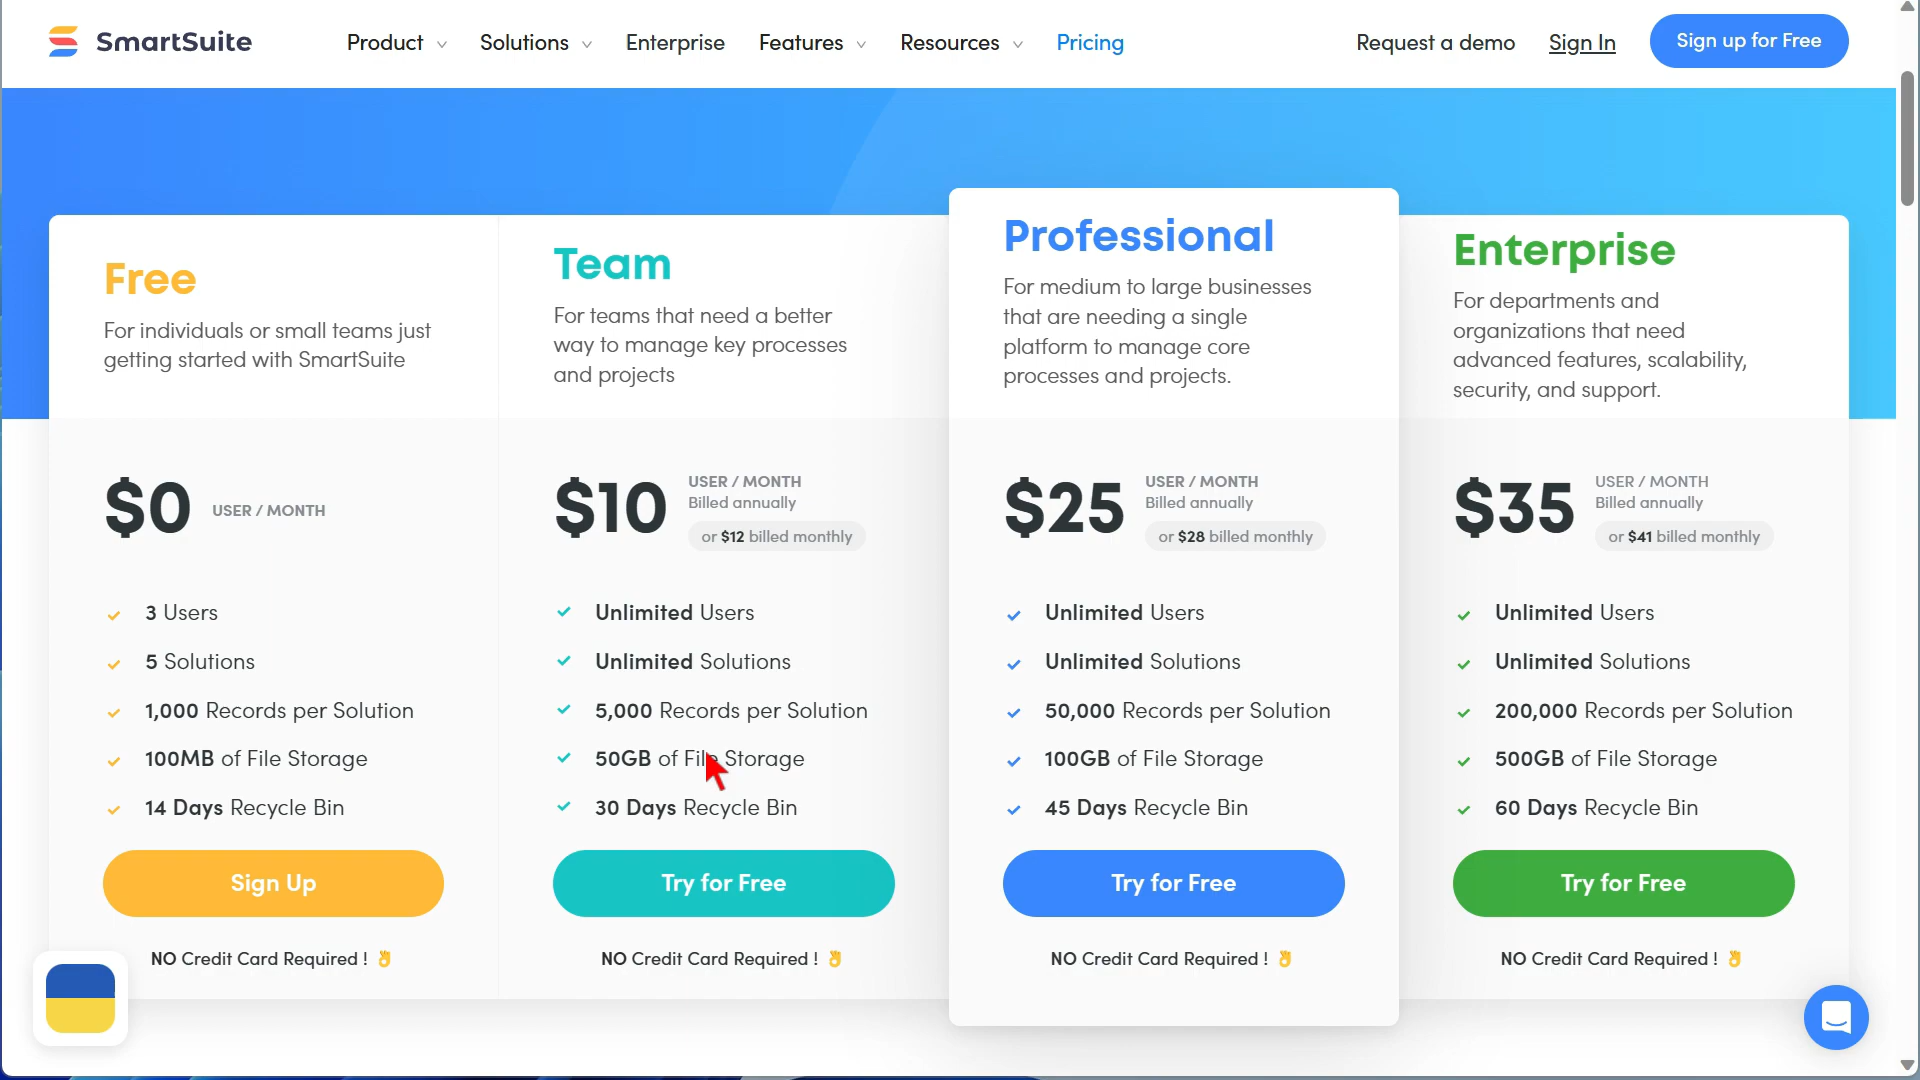 SmartSuite
Product
Solutions
Enterprise
Features
Resources
Pricing
Request a demo
Sign In
Sign up for Free
Free
For individuals or small teams just
getting started with SmartSuite
$0
USER / MONTH
3 Users
5 Solutions
1,000 Records per Solution
100MB of File Storage
14 Days Recycle Bin
Sign Up
NO Credit Card Required ! 👌
Team
For teams that need a better
way to manage key processes
and projects
$10
USER / MONTH
Billed annually
or $12 billed monthly
Unlimited Users
Unlimited Solutions
5,000 Records per Solution
50GB of File Storage
30 Days Recycle Bin
Try for Free
NO Credit Card Required ! 👌
Professional
For medium to large businesses
that are needing a single
platform to manage core
processes and projects.
$25
USER / MONTH
Billed annually
or $28 billed monthly
Unlimited Users
Unlimited Solutions
50,000 Records per Solution
100GB of File Storage
45 Days Recycle Bin
Try for Free
NO Credit Card Required ! 👌
Enterprise
For departments and
organizations that need
advanced features, scalability,
security, and support.
$35
USER / MONTH
Billed annually
or $41 billed monthly
Unlimited Users
Unlimited Solutions
200,000 Records per Solution
500GB of File Storage
60 Days Recycle Bin
Try for Free
NO Credit Card Required ! 👌